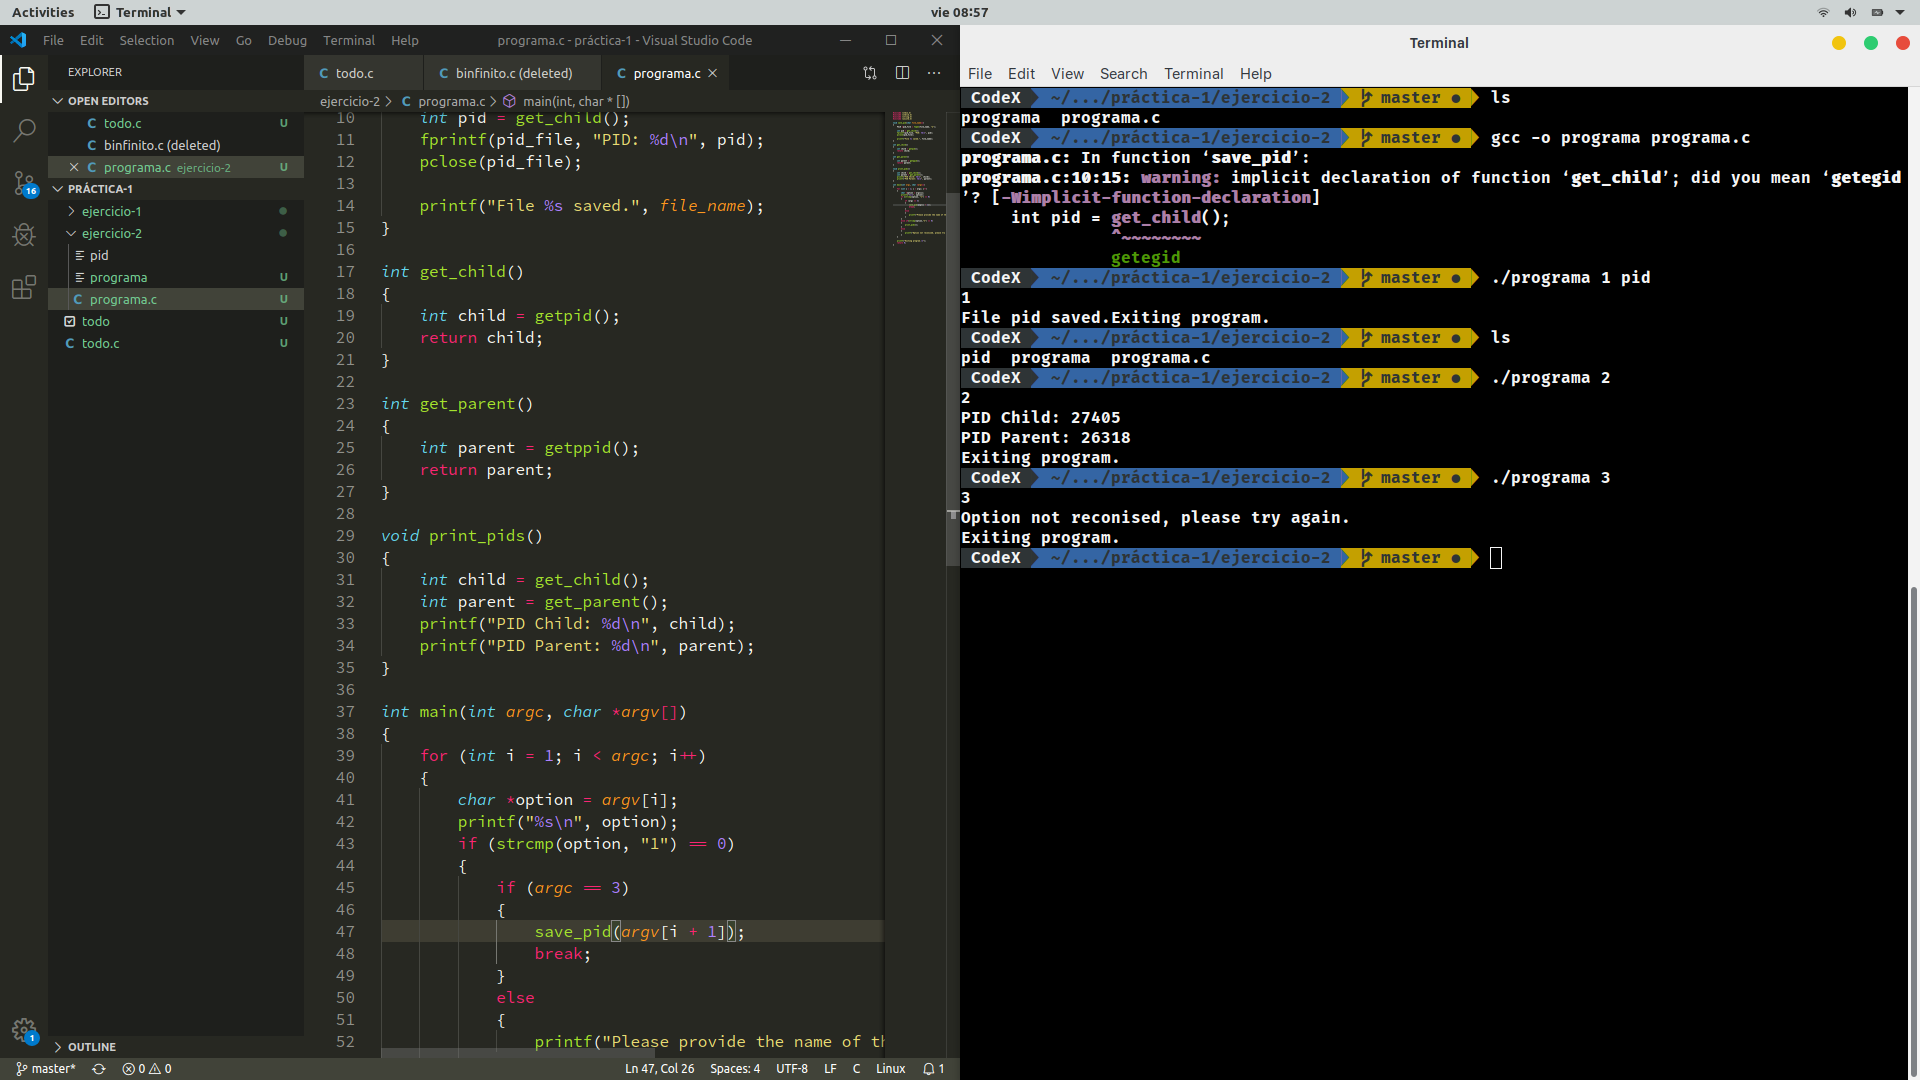 Activities Terminal vie 08:57
File Edit Selection View Go Debug Terminal Help programa.c - práctica-1 - Visual Studio Code
EXPLORER
OPEN EDITORS
todo.c U
binfinito.c (deleted)
programa.c ejercicio-2 U
PRÁCTICA-1
ejercicio-1
ejercicio-2
pid
programa U
programa.c U
todo U
todo.c U
OUTLINE
16
1
todo.c binfinito.c (deleted) programa.c
ejercicio-2 > C programa.c > main(int, char * [])
10 int pid = get_child();
11 fprintf(pid_file, "PID: %d\n", pid);
12 pclose(pid_file);
13
14 printf("File %s saved.", file_name);
15 }
16
17 int get_child()
18 {
19 int child = getpid();
20 return child;
21 }
22
23 int get_parent()
24 {
25 int parent = getppid();
26 return parent;
27 }
28
29 void print_pids()
30 {
31 int child = get_child();
32 int parent = get_parent();
33 printf("PID Child: %d\n", child);
34 printf("PID Parent: %d\n", parent);
35 }
36
37 int main(int argc, char *argv[])
38 {
39 for (int i = 1; i < argc; i++)
40 {
41 char *option = argv[i];
42 printf("%s\n", option);
43 if (strcmp(option, "1") == 0)
44 {
45 if (argc == 3)
46 {
47 save_pid(argv[i + 1]);
48 break;
49 }
50 else
51 {
52 printf("Please provide the name of th
master* 0 0 Ln 47, Col 26 Spaces: 4 UTF-8 LF C Linux 1
Terminal
File Edit View Search Terminal Help
CodeX ~/.../práctica-1/ejercicio-2 master ● ls
programa programa.c
CodeX ~/.../práctica-1/ejercicio-2 master ● gcc -o programa programa.c
programa.c: In function ‘save_pid’:
programa.c:10:15: warning: implicit declaration of function ‘get_child’; did you mean ‘getegid
’? [-Wimplicit-function-declaration]
int pid = get_child();
^~~~~~~~~
getegid
CodeX ~/.../práctica-1/ejercicio-2 master ● ./programa 1 pid
1
File pid saved.Exiting program.
CodeX ~/.../práctica-1/ejercicio-2 master ● ls
pid programa programa.c
CodeX ~/.../práctica-1/ejercicio-2 master ● ./programa 2
2
PID Child: 27405
PID Parent: 26318
Exiting program.
CodeX ~/.../práctica-1/ejercicio-2 master ● ./programa 3
3
Option not reconised, please try again.
Exiting program.
CodeX ~/.../práctica-1/ejercicio-2 master ●